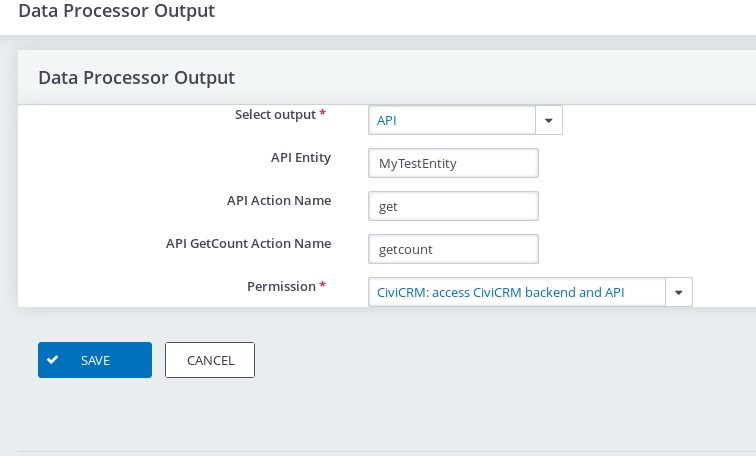 Data Processor Output
Data Processor Output
Select output * API
API Entity MyTestEntity
API Action Name get
API GetCount Action Name getcount
Permission * CiviCRM: access CiviCRM backend and API
SAVE CANCEL